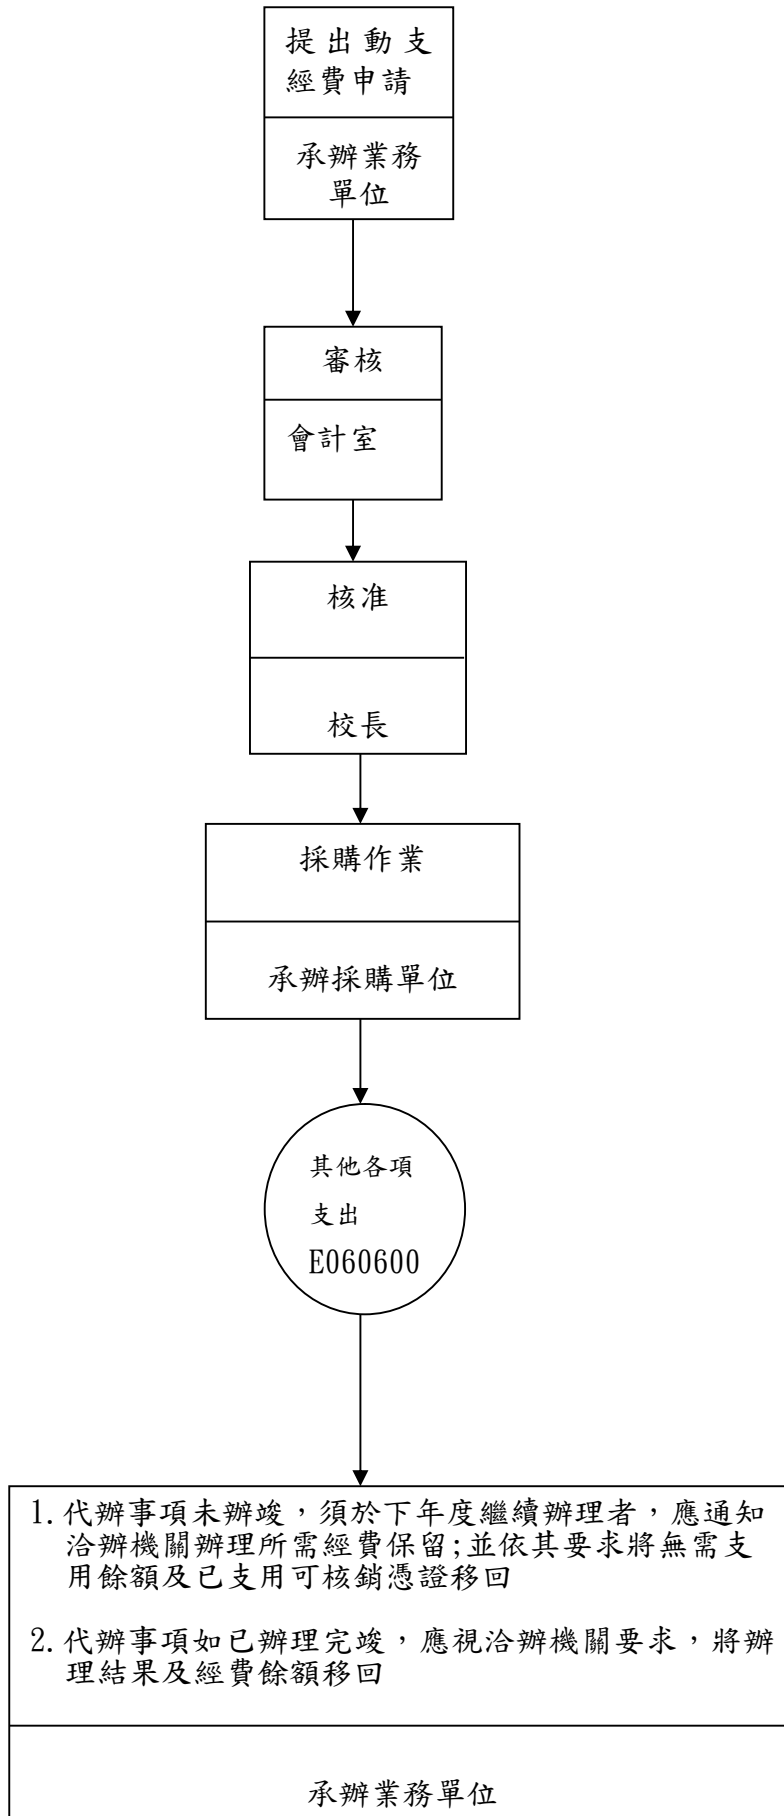 提出動支
經費申請
承辦業務
單位
審核
會計室
核准
校長
採購作業
承辦採購單位
其他各項
支出
E060600
1.代辦事項未辦竣，須於下年度繼續辦理者，應通知
洽辦機關辦理所需經費保留;並依其要求將無需支
用餘額及已支用可核銷憑證移回
2.代辦事項如已辦理完竣，應視洽辦機關要求，將辦
理結果及經費餘額移回
承辦業務單位